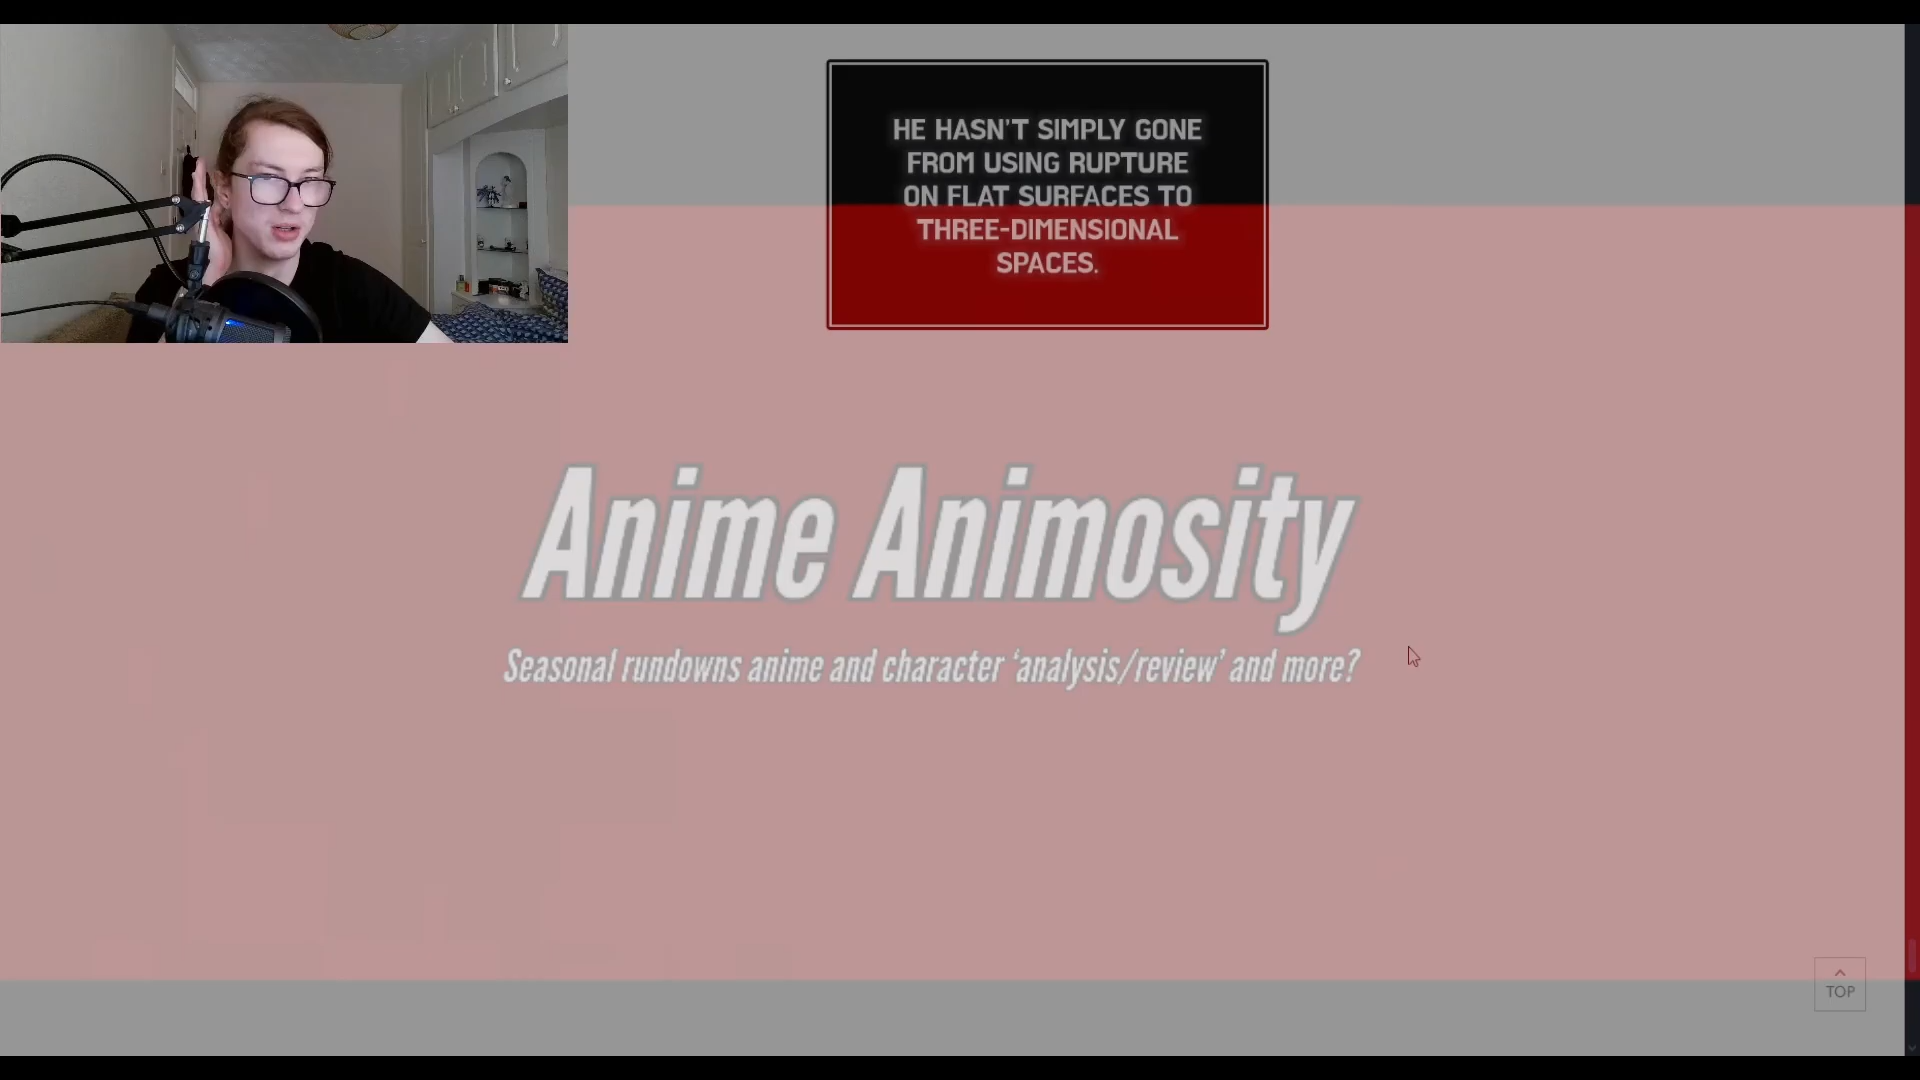 HE HASN'T SIMPLY GONE
FROM USING RUPTURE
ON FLAT SURFACES TO
THREE-DIMENSIONAL
SPACES.
Anime Animosity
Seasonal rundowns anime and character ‘analysis/review’ and more?
TOP